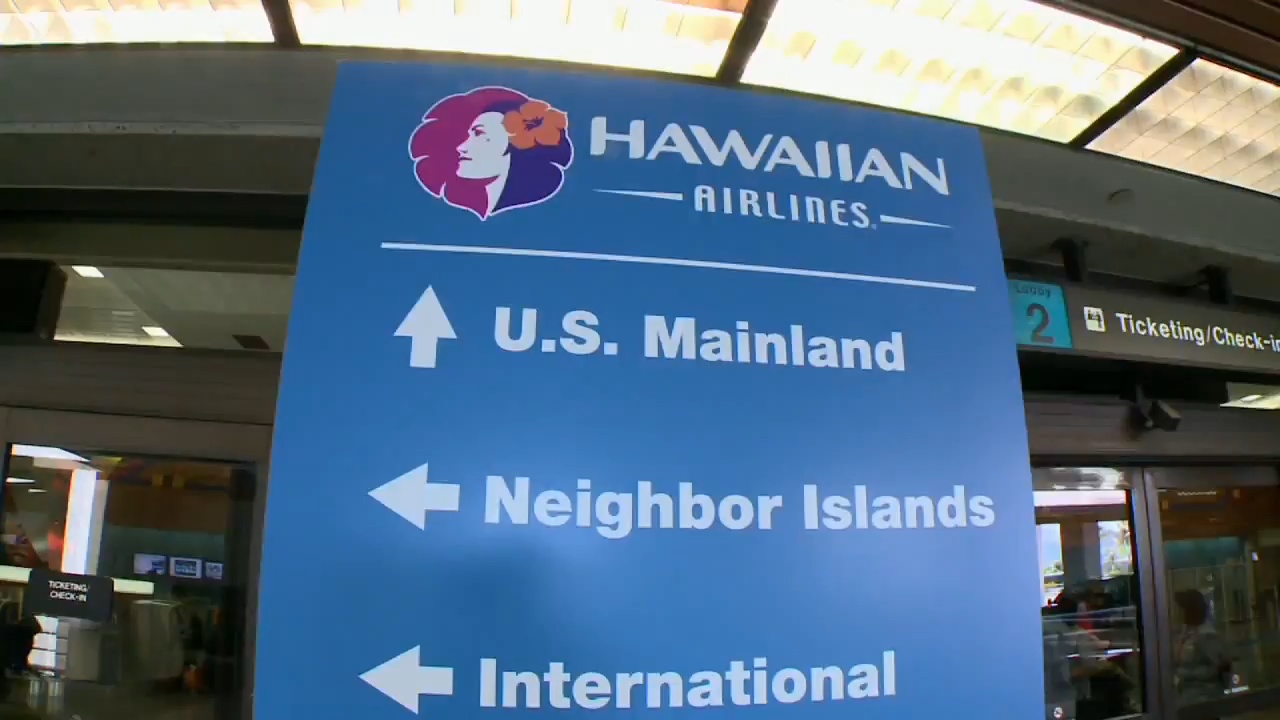 HAWAIIAN
AIRLINES
U.S. Mainland
Neighbor Islands
International
Lobby
2
Ticketing/Check-in
TICKETING/
CHECK-IN